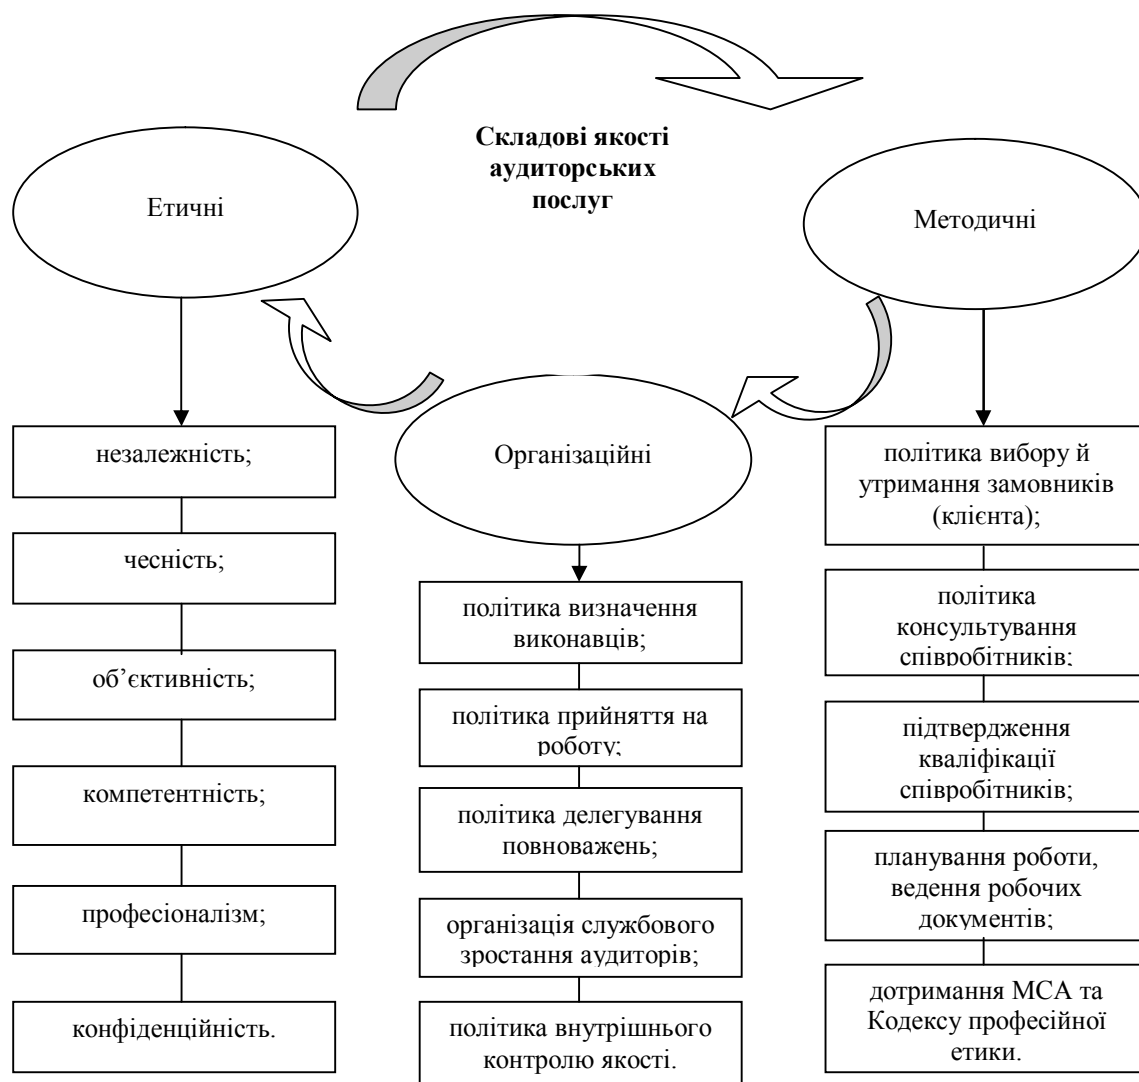 Складові якості
аудиторських
послуг
Етичні
Методичні
Організаційні
незалежність;
чесність;
об’єктивність;
компетентність;
професіоналізм;
конфіденційність.
політика визначення
виконавців;
політика прийняття на
роботу;
політика делегування
повноважень;
організація службового
зростання аудиторів;
політика внутрішнього
контролю якості.
політика вибору й
утримання замовників
(клієнта);
політика
консультування
співробітників;
підтвердження
кваліфікації
співробітників;
планування роботи,
ведення робочих
документів;
дотримання МСА та
Кодексу професійної
етики.